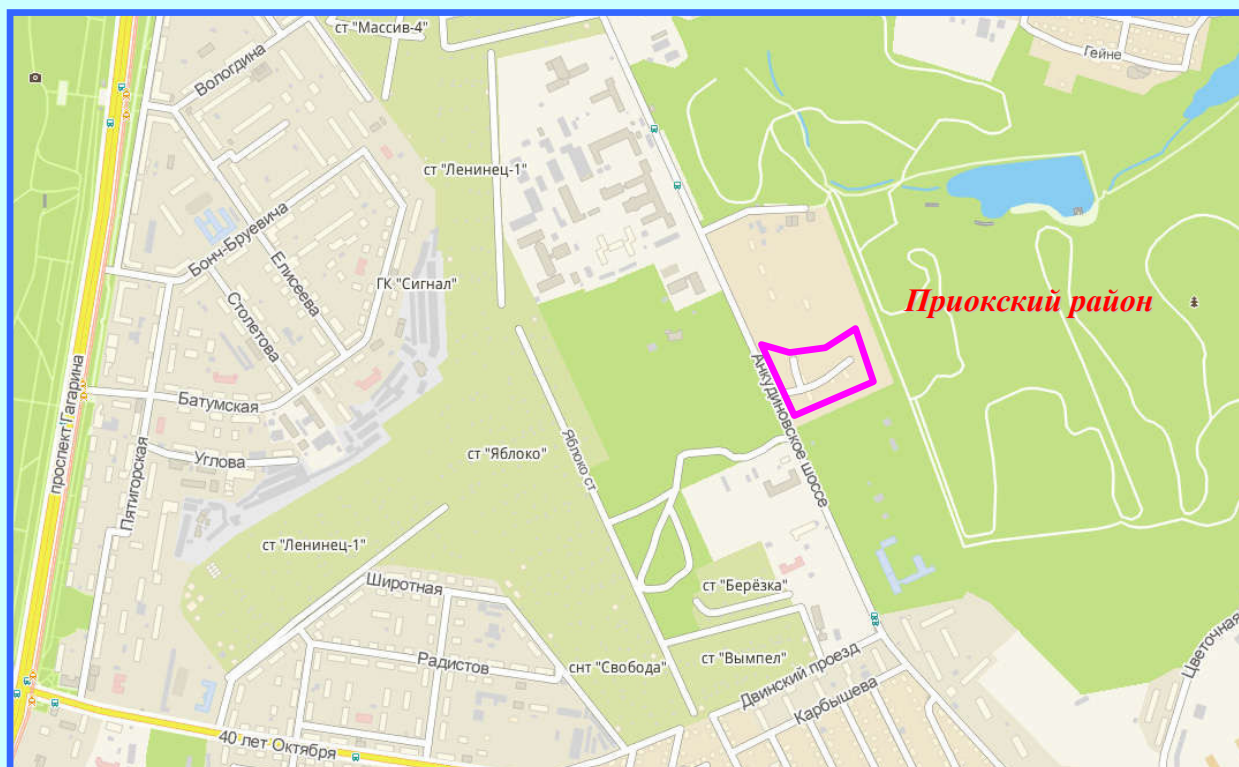 ст "Массив-4"
Гейне
Вологдина
ст "Ленинец-1"
Бонч-Бруевича
Елисеева
ГК "Сигнал"
Столетова
Приокский район
проспект Гагарина
Батумская
Анкудиновское шоссе
Углова
Пятигорская
ст "Яблоко"
Яблоко ст
ст "Ленинец-1"
Широтная
ст "Берёзка"
Радистов
снт "Свобода"
ст "Вымпел"
Двинский проезд
Карбышева
Цветочная
40 лет Октября